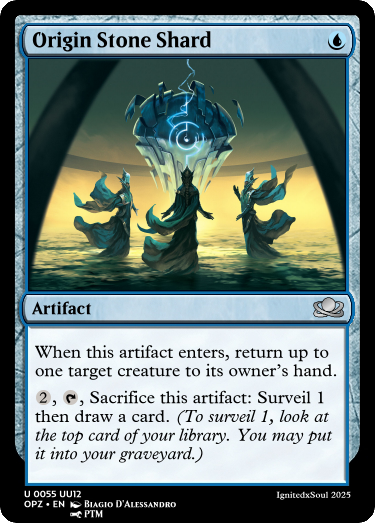 Origin Stone Shard
Artifact
When this artifact enters, return up to
one target creature to its owner's hand.
2, Sacrifice this artifact: Surveil 1
then draw a card. (To surveil 1, look at
the top card of your library. You may put
it into your graveyard.)
U 0055 UU12
IgnitedxSoul 2025
OPZ • EN Biagio D'Alessandro
PTM